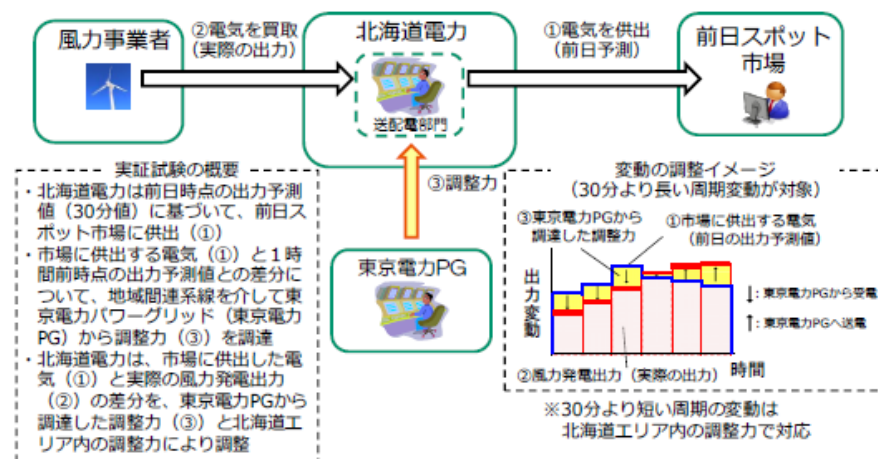 風力事業者
②電気を買取
(実際の出力)
北海道電力
送配電部門
①電気を供出
(前日予測)
前日スポット
市場
③調整力
東京電力PG
実証試験の概要
・北海道電力は前日時点の出力予測
値（30分値）に基づいて、前日ス
ポット市場に供出（①）
・市場に供出する電気（①）と１時
間前時点の出力予測値との差分に
ついて、地域間連系線を介して東
京電力パワーグリッド（東京電力
PG）から調整力（③）を調達
・北海道電力は、市場に供出した電
気（①）と実際の風力発電出力
（②）の差分を、東京電力PGから
調達した調整力（③）と北海道エ
リア内の調整力により調整
変動の調整イメージ
（30分より長い周期変動が対象）
③東京電力PGから
調達した調整力
①市場に供出する電気
（前日の出力予測値）
出力変動
↓: 東京電力PGから受電
↑: 東京電力PGへ送電
時間
②風力発電出力（実際の出力）
※30分より短い周期の変動は
北海道エリア内の調整力で対応